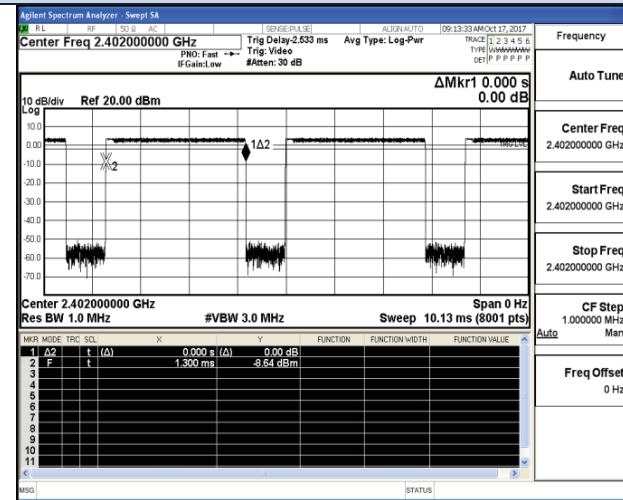 Agilent Spectrum Analyzer - Swept SA
RL RF 50 Ω AC SENSE:PULSE ALIGN AUTO 09:13:33 AM Oct 17, 2017
Center Freq 2.402000000 GHz
PNO: Fast
IFGain:Low
Trig Delay-2.533 ms
Trig: Video
#Atten: 30 dB
Avg Type: Log-Pwr
TRACE 1 2 3 4 5 6
TYPE
DET P P P P P P
ΔMkr1 0.000 s
0.00 dB
10 dB/div Ref 20.00 dBm
Log
10.0
0.00
-10.0
-20.0
-30.0
-40.0
-50.0
-60.0
-70.0
1Δ2
2
Center 2.402000000 GHz Span 0 Hz
Res BW 1.0 MHz #VBW 3.0 MHz Sweep 10.13 ms (8001 pts)
MKR MODE TRC SCL X Y FUNCTION FUNCTION WIDTH FUNCTION VALUE
1 Δ2 t (Δ) 0.000 s (Δ) 0.00 dB
2 F t 1.300 ms -8.64 dBm
3
4
5
6
7
8
9
10
11
MSG STATUS
Frequency
Auto Tune
Center Freq
2.402000000 GHz
Start Freq
2.402000000 GHz
Stop Freq
2.402000000 GHz
CF Step
1.000000 MHz
Auto Man
Freq Offset
0 Hz